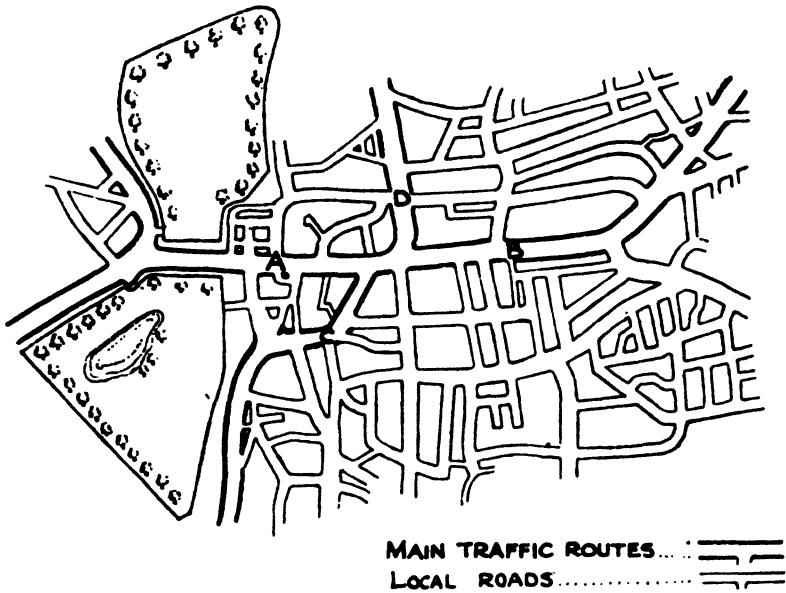 D
A
B
C
MAIN TRAFFIC ROUTES...:
LOCAL ROADS................